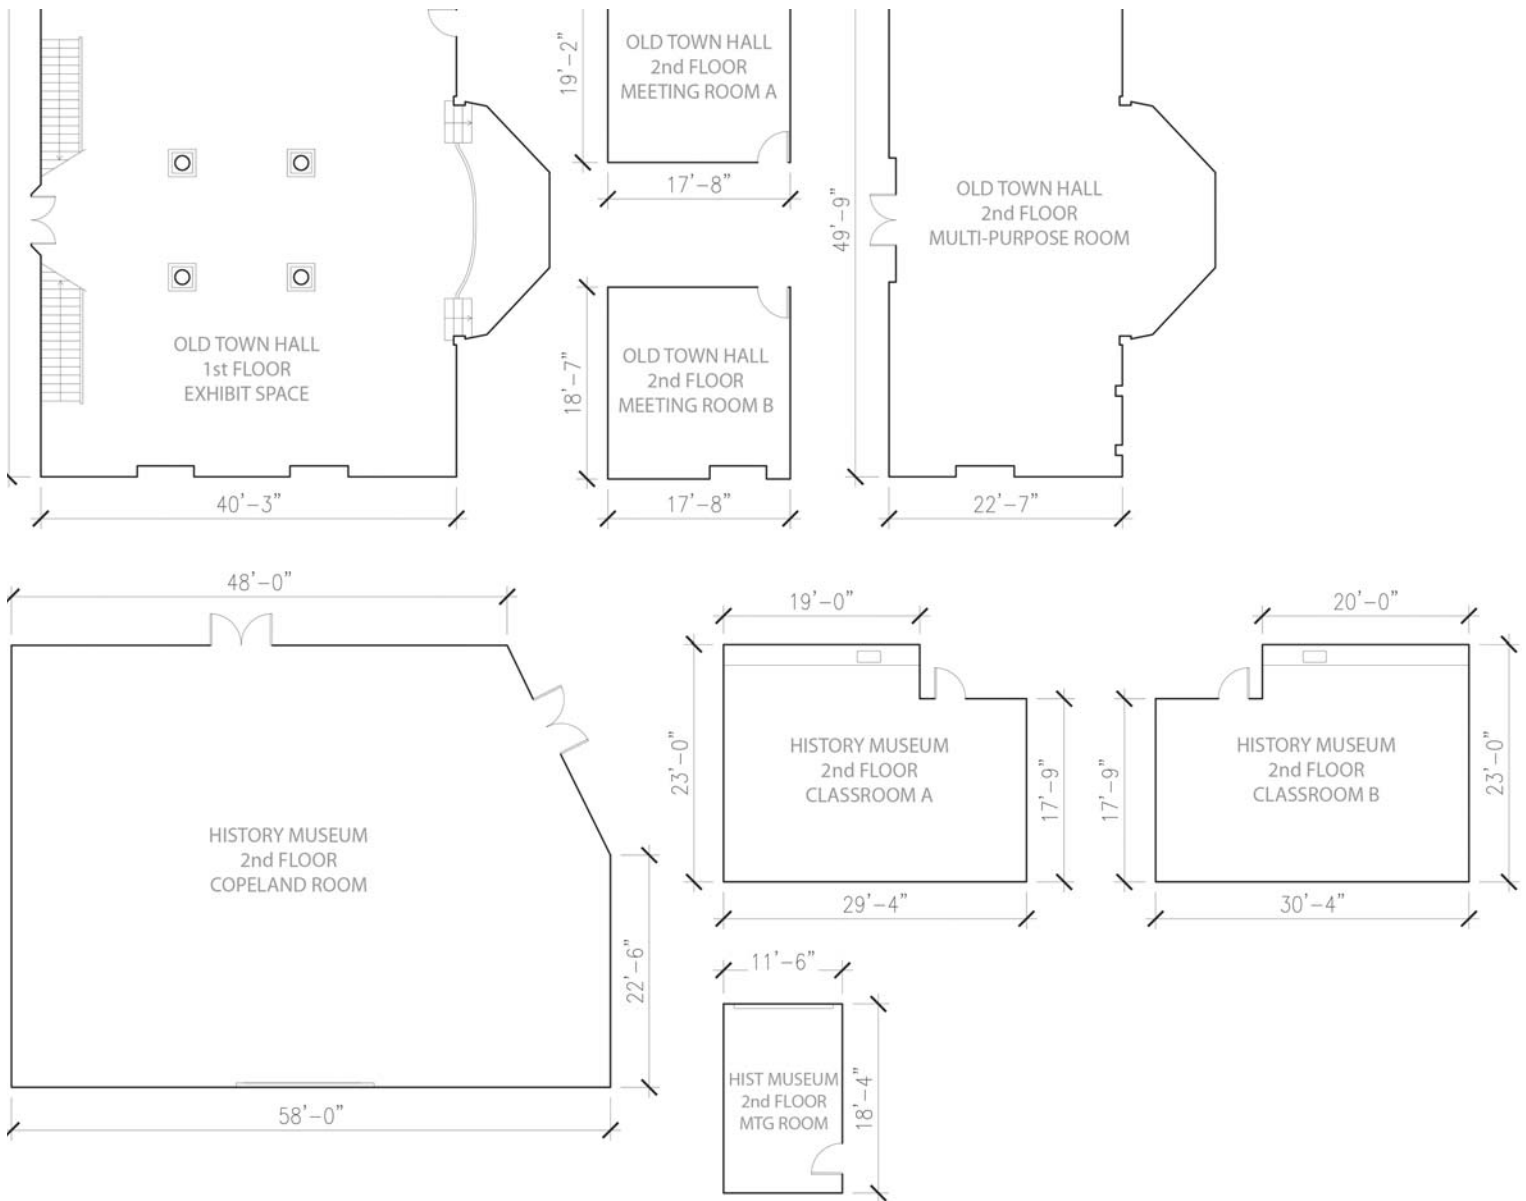 OLD TOWN HALL
1st FLOOR
EXHIBIT SPACE
40'-3"
19'-2"
OLD TOWN HALL
2nd FLOOR
MEETING ROOM A
17'-8"
18'-7"
OLD TOWN HALL
2nd FLOOR
MEETING ROOM B
17'-8"
49'-9"
OLD TOWN HALL
2nd FLOOR
MULTI-PURPOSE ROOM
22'-7"
48'-0"
HISTORY MUSEUM
2nd FLOOR
COPELAND ROOM
22'-6"
58'-0"
19'-0"
23'-0"
HISTORY MUSEUM
2nd FLOOR
CLASSROOM A
17'-9"
29'-4"
20'-0"
17'-9"
HISTORY MUSEUM
2nd FLOOR
CLASSROOM B
23'-0"
30'-4"
11'-6"
HIST MUSEUM
2nd FLOOR
MTG ROOM
18'-4"